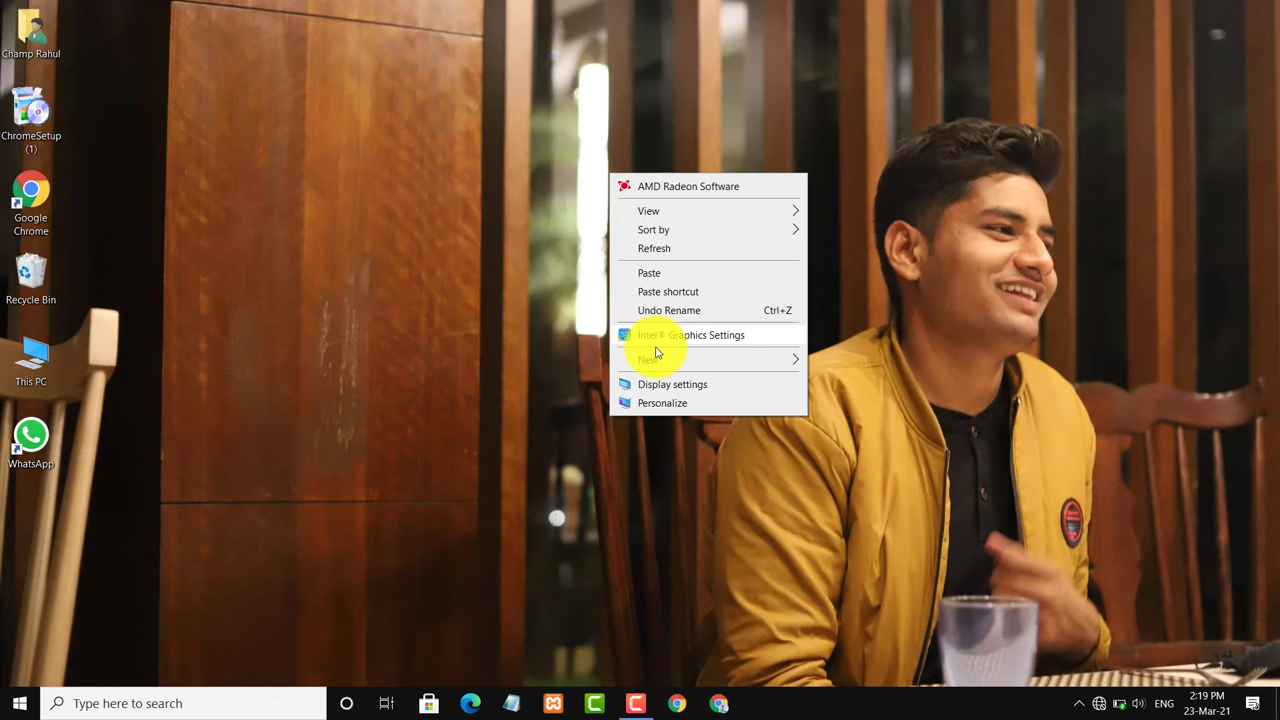 Champ Rahul
ChromeSetup
(1)
Google
Chrome
Recycle Bin
This PC
WhatsApp
AMD Radeon Software
View
Sort by
Refresh
Paste
Paste shortcut
Undo Rename Ctrl+Z
Intel® Graphics Settings
New
Display settings
Personalize
Type here to search
ENG
2:19 PM
23-Mar-21